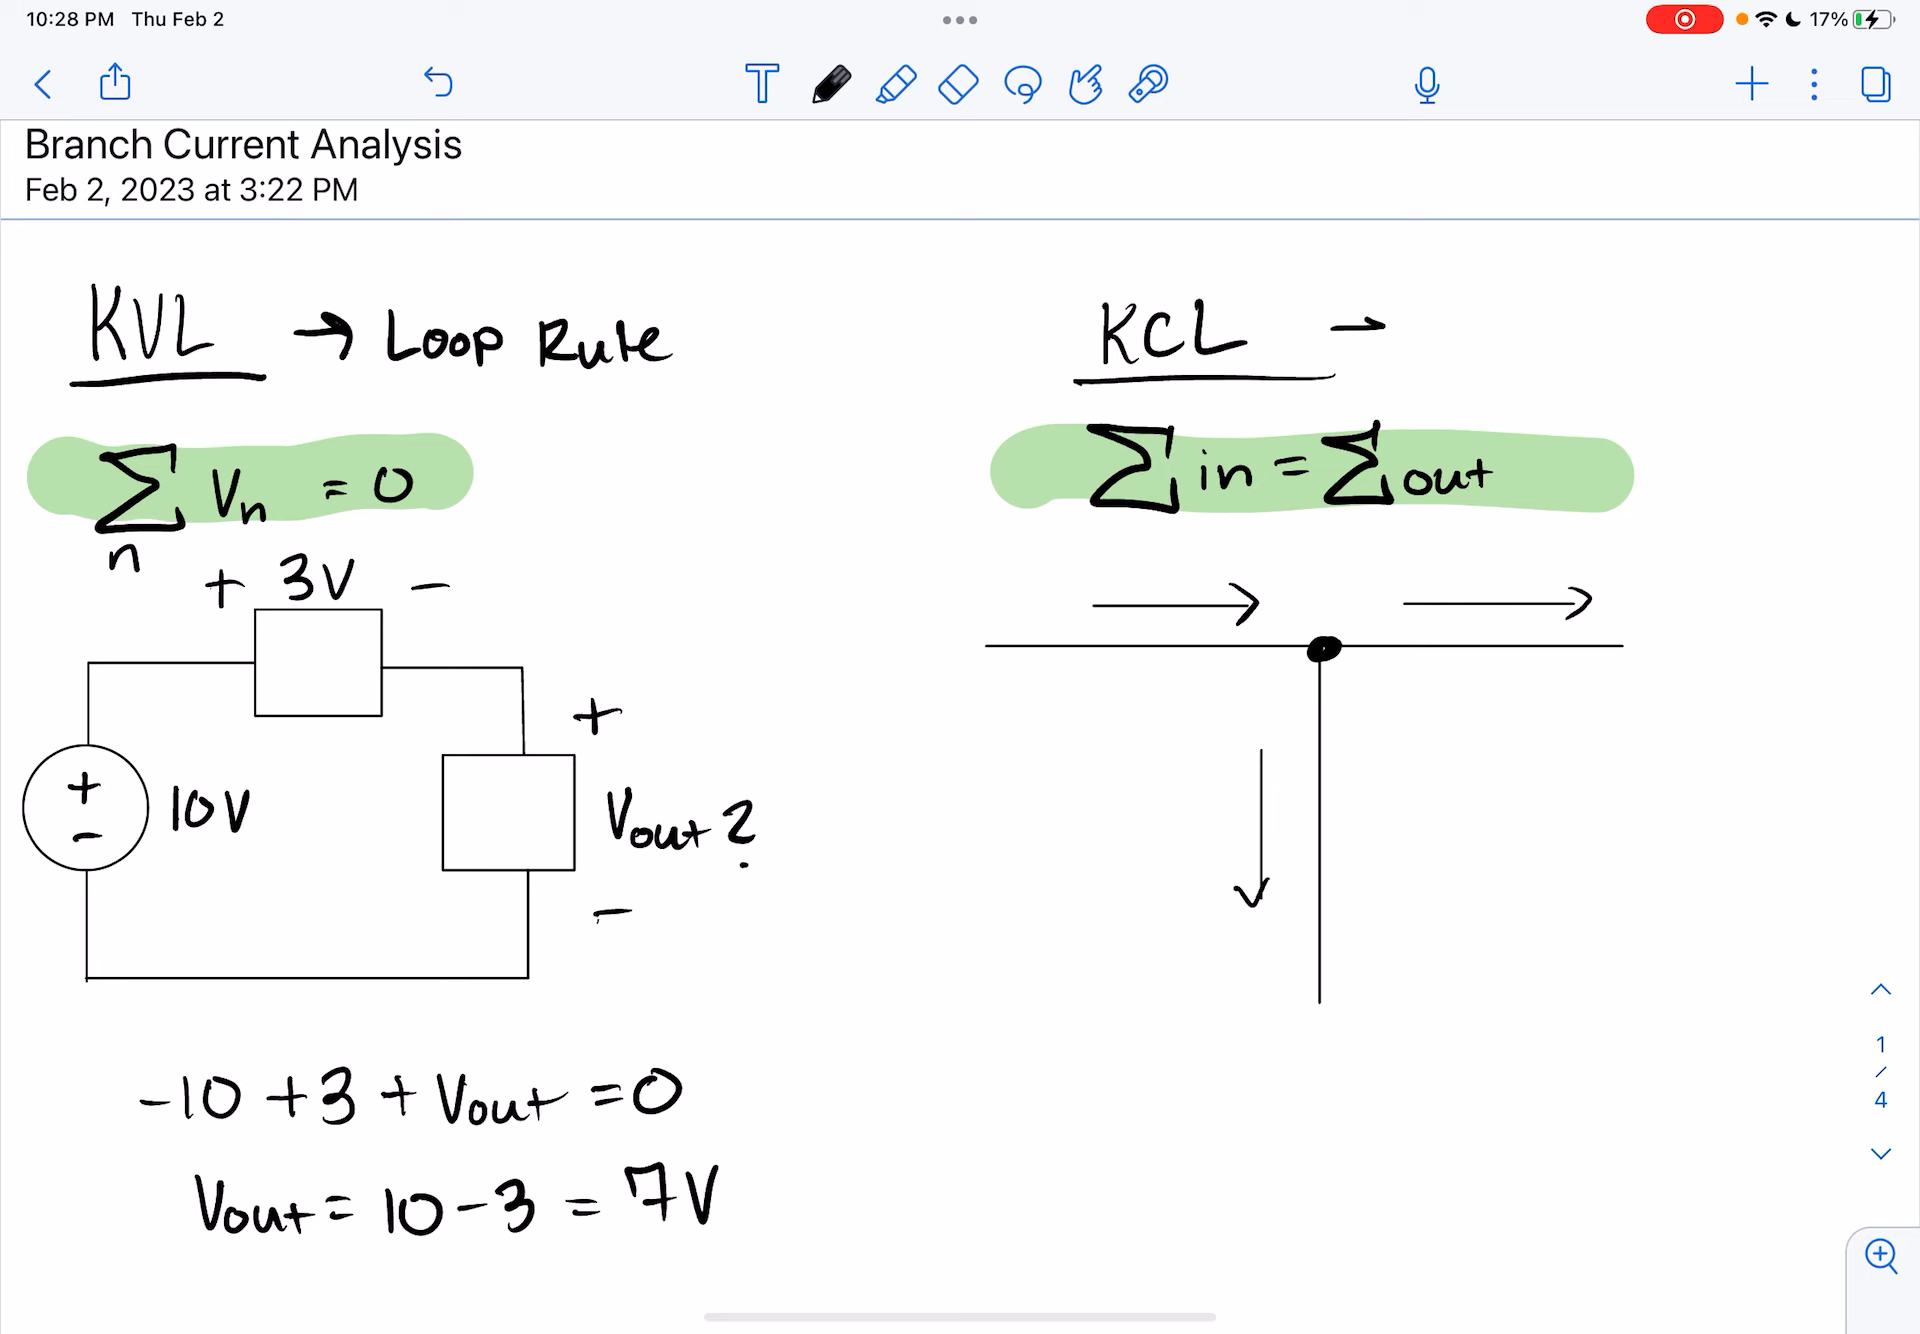 10:28 PM Thu Feb 2
17%
T
Branch Current Analysis
Feb 2, 2023 at 3:22 PM
KVL → Loop Rule
∑ Vn = 0
n
+ 3V -
+
-
10V
+
Vout ?
-
-10 + 3 + Vout = 0
Vout = 10 - 3 = 7V
KCL →
∑ in = ∑ out
1
/
4